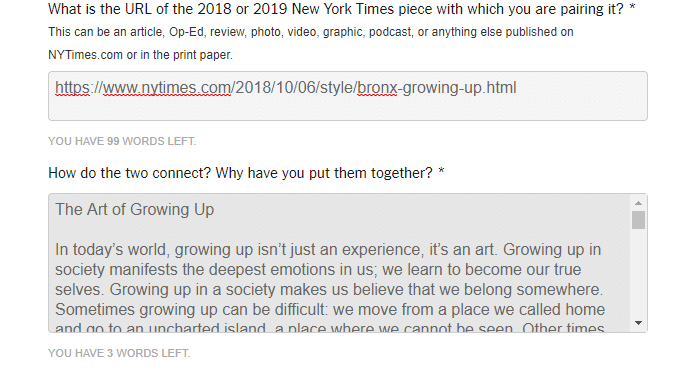 What is the URL of the 2018 or 2019 New York Times piece with which you are pairing it? *
This can be an article, Op-Ed, review, photo, video, graphic, podcast, or anything else published on
NYTimes.com or in the print paper.
https://www.nytimes.com/2018/10/06/style/bronx-growing-up.html
YOU HAVE 99 WORDS LEFT.
How do the two connect? Why have you put them together? *
The Art of Growing Up
In today’s world, growing up isn’t just an experience, it’s an art. Growing up in
society manifests the deepest emotions in us; we learn to become our true
selves. Growing up in a society makes us believe that we belong somewhere.
Sometimes growing up can be difficult: we move from a place we called home
and go to an uncharted island, a place where we cannot be seen. Other times
YOU HAVE 3 WORDS LEFT.